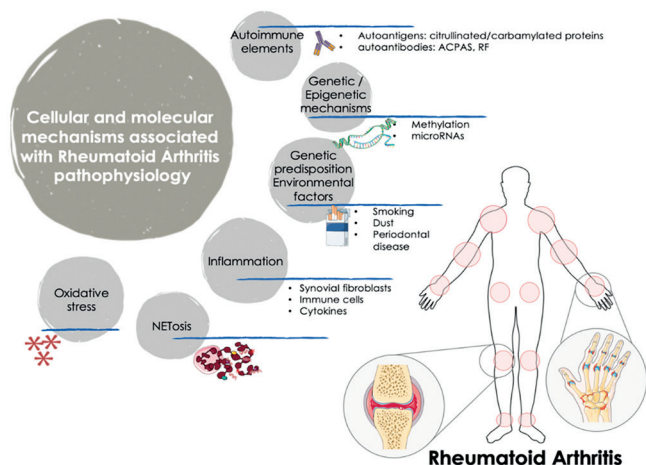 Autoimmune
elements
• Autoantigens: citrullinated/carbamylated proteins
• autoantibodies: ACPAS, RF
Genetic /
Epigenetic
mechanisms
• Methylation
• microRNAs
Cellular and molecular
mechanisms associated
with Rheumatoid Arthritis
pathophysiology
Genetic
predisposition
Environmental
factors
• Smoking
• Dust
• Periodontal
disease
Inflammation
• Synovial fibroblasts
• Immune cells
• Cytokines
Oxidative
stress
NETosis
Rheumatoid Arthritis